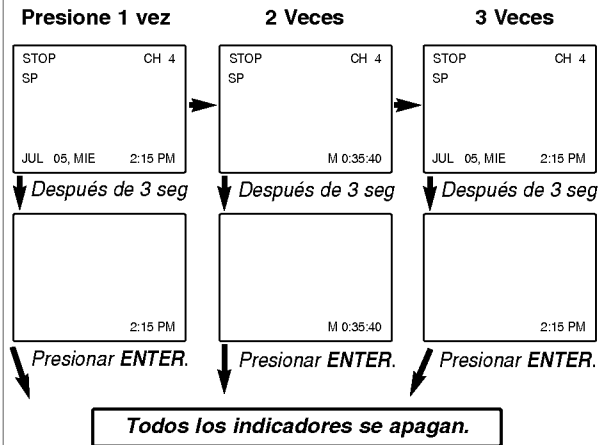 Presione 1 vez 2 Veces 3 Veces
STOP CH 4 STOP CH 4 STOP CH 4
SP SP SP
JUL 05, MIE 2:15 PM M 0:35:40 JUL 05, MIE 2:15 PM
Después de 3 seg Después de 3 seg Después de 3 seg
2:15 PM M 0:35:40 2:15 PM
Presionar ENTER. Presionar ENTER. Presionar ENTER.
Todos los indicadores se apagan.